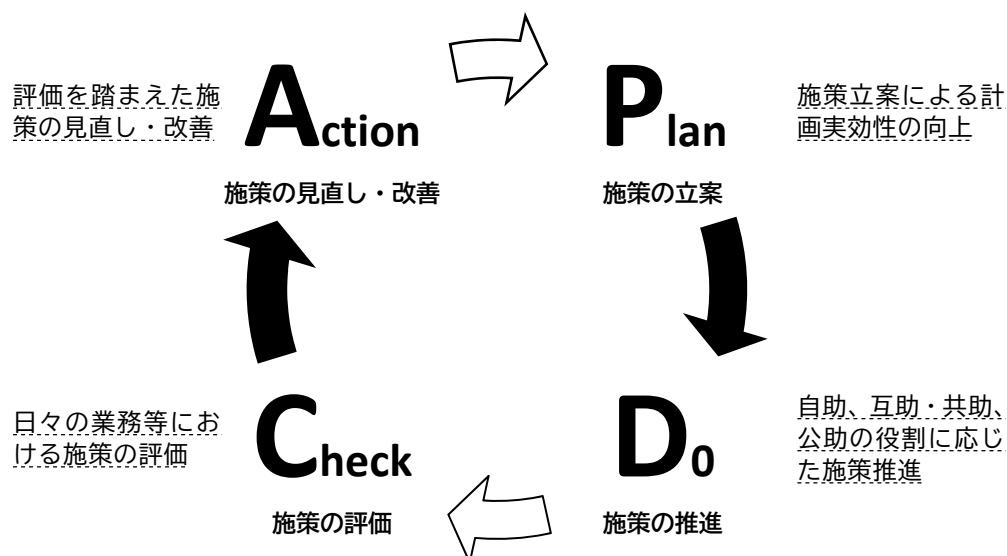 評価を踏まえた施
策の見直し・改善
Action
施策の見直し・改善
Plan
施策の立案
施策立案による計
画実効性の向上
日々の業務等にお
ける施策の評価
Check
施策の評価
D0
施策の推進
自助、互助・共助、
公助の役割に応じ
た施策推進